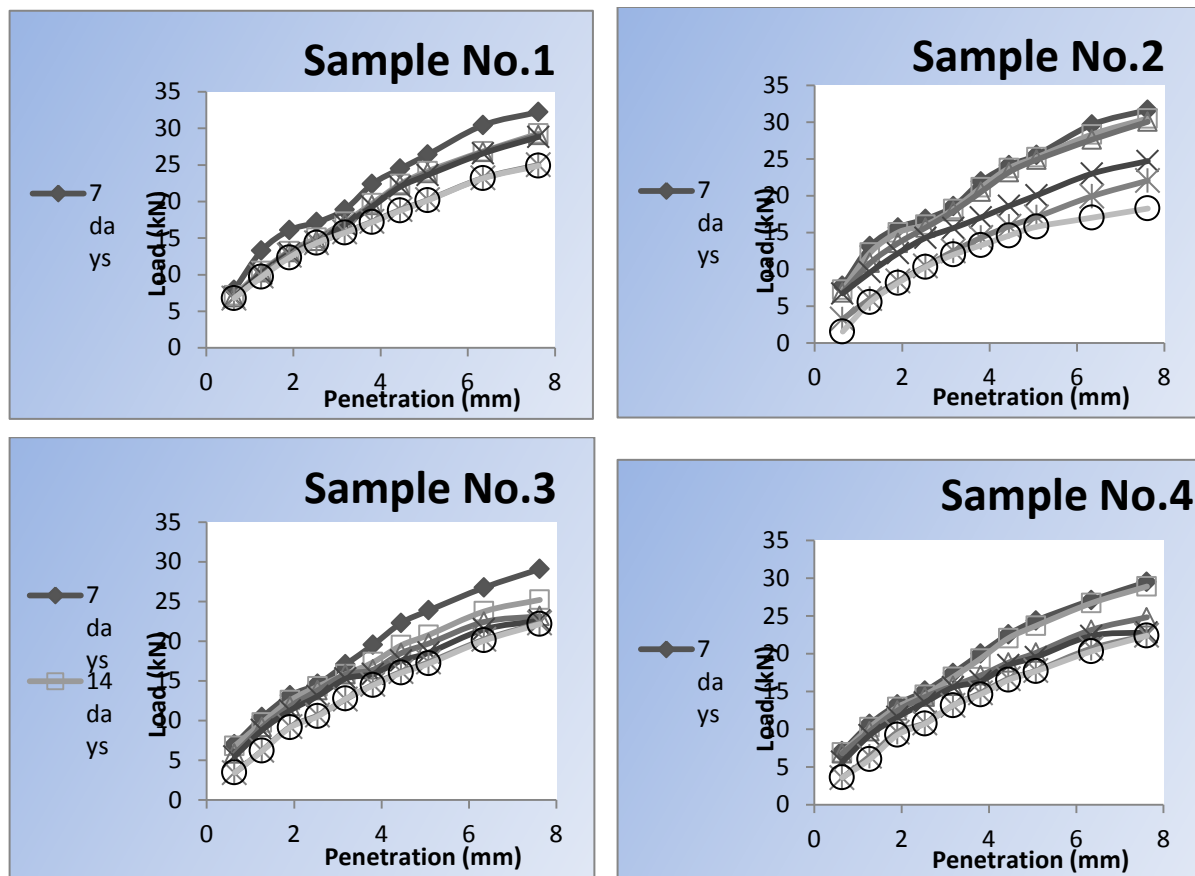 Sample No.1
35
30
25
20
15
10
5
0
Load (kN)
0 2 4 6 8
Penetration (mm)
7
da
ys
Sample No.2
35
30
25
20
15
10
5
0
Load (kN)
0 2 4 6 8
Penetration (mm)
7
da
ys
Sample No.3
35
30
25
20
15
10
5
0
Load (kN)
0 2 4 6 8
Penetration (mm)
7
da
ys
14
da
ys
Sample No.4
35
30
25
20
15
10
5
0
Load (kN)
0 2 4 6 8
Penetration (mm)
7
da
ys